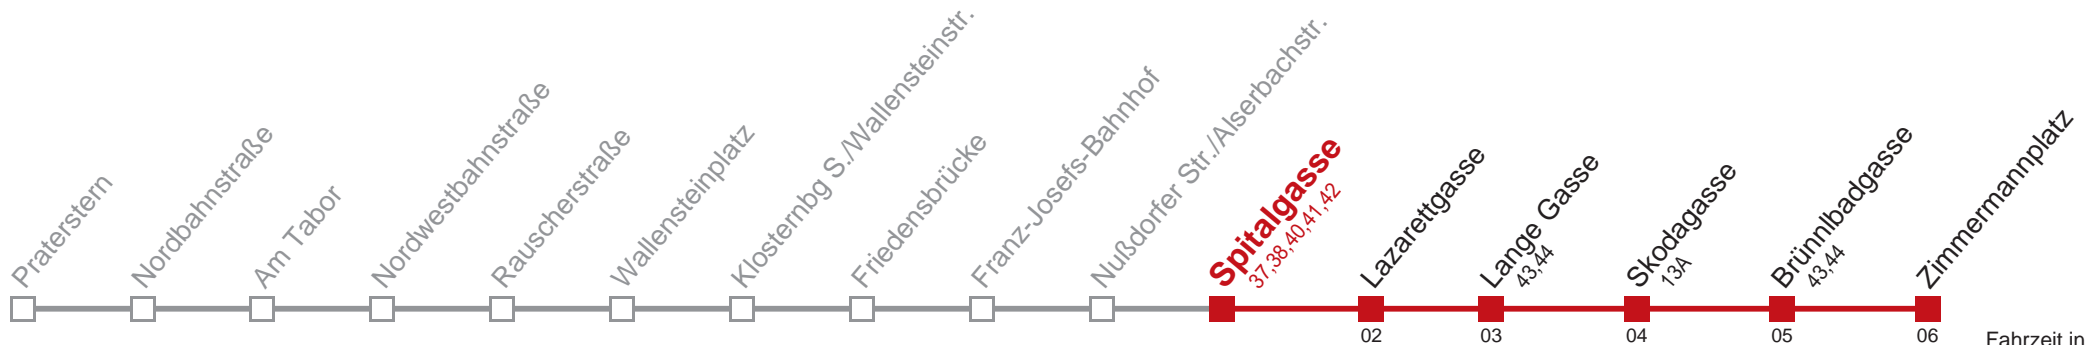 Praterstern
Nordbahnstraße
Am Tabor
Nordwestbahnstraße
Rauscherstraße
Wallensteinplatz
Klosternbg S./Wallensteinstr.
Friedensbrücke
Franz-Josefs-Bahnhof
Nußdorfer Str./Alserbachstr.
Spitalgasse
37,38,40,41,42
Lazarettgasse
Lange Gasse
43,44
Skodagasse
13A
Brünnlbadgasse
43,44
Zimmermannplatz
02
03
04
05
06
Fahrzeit in